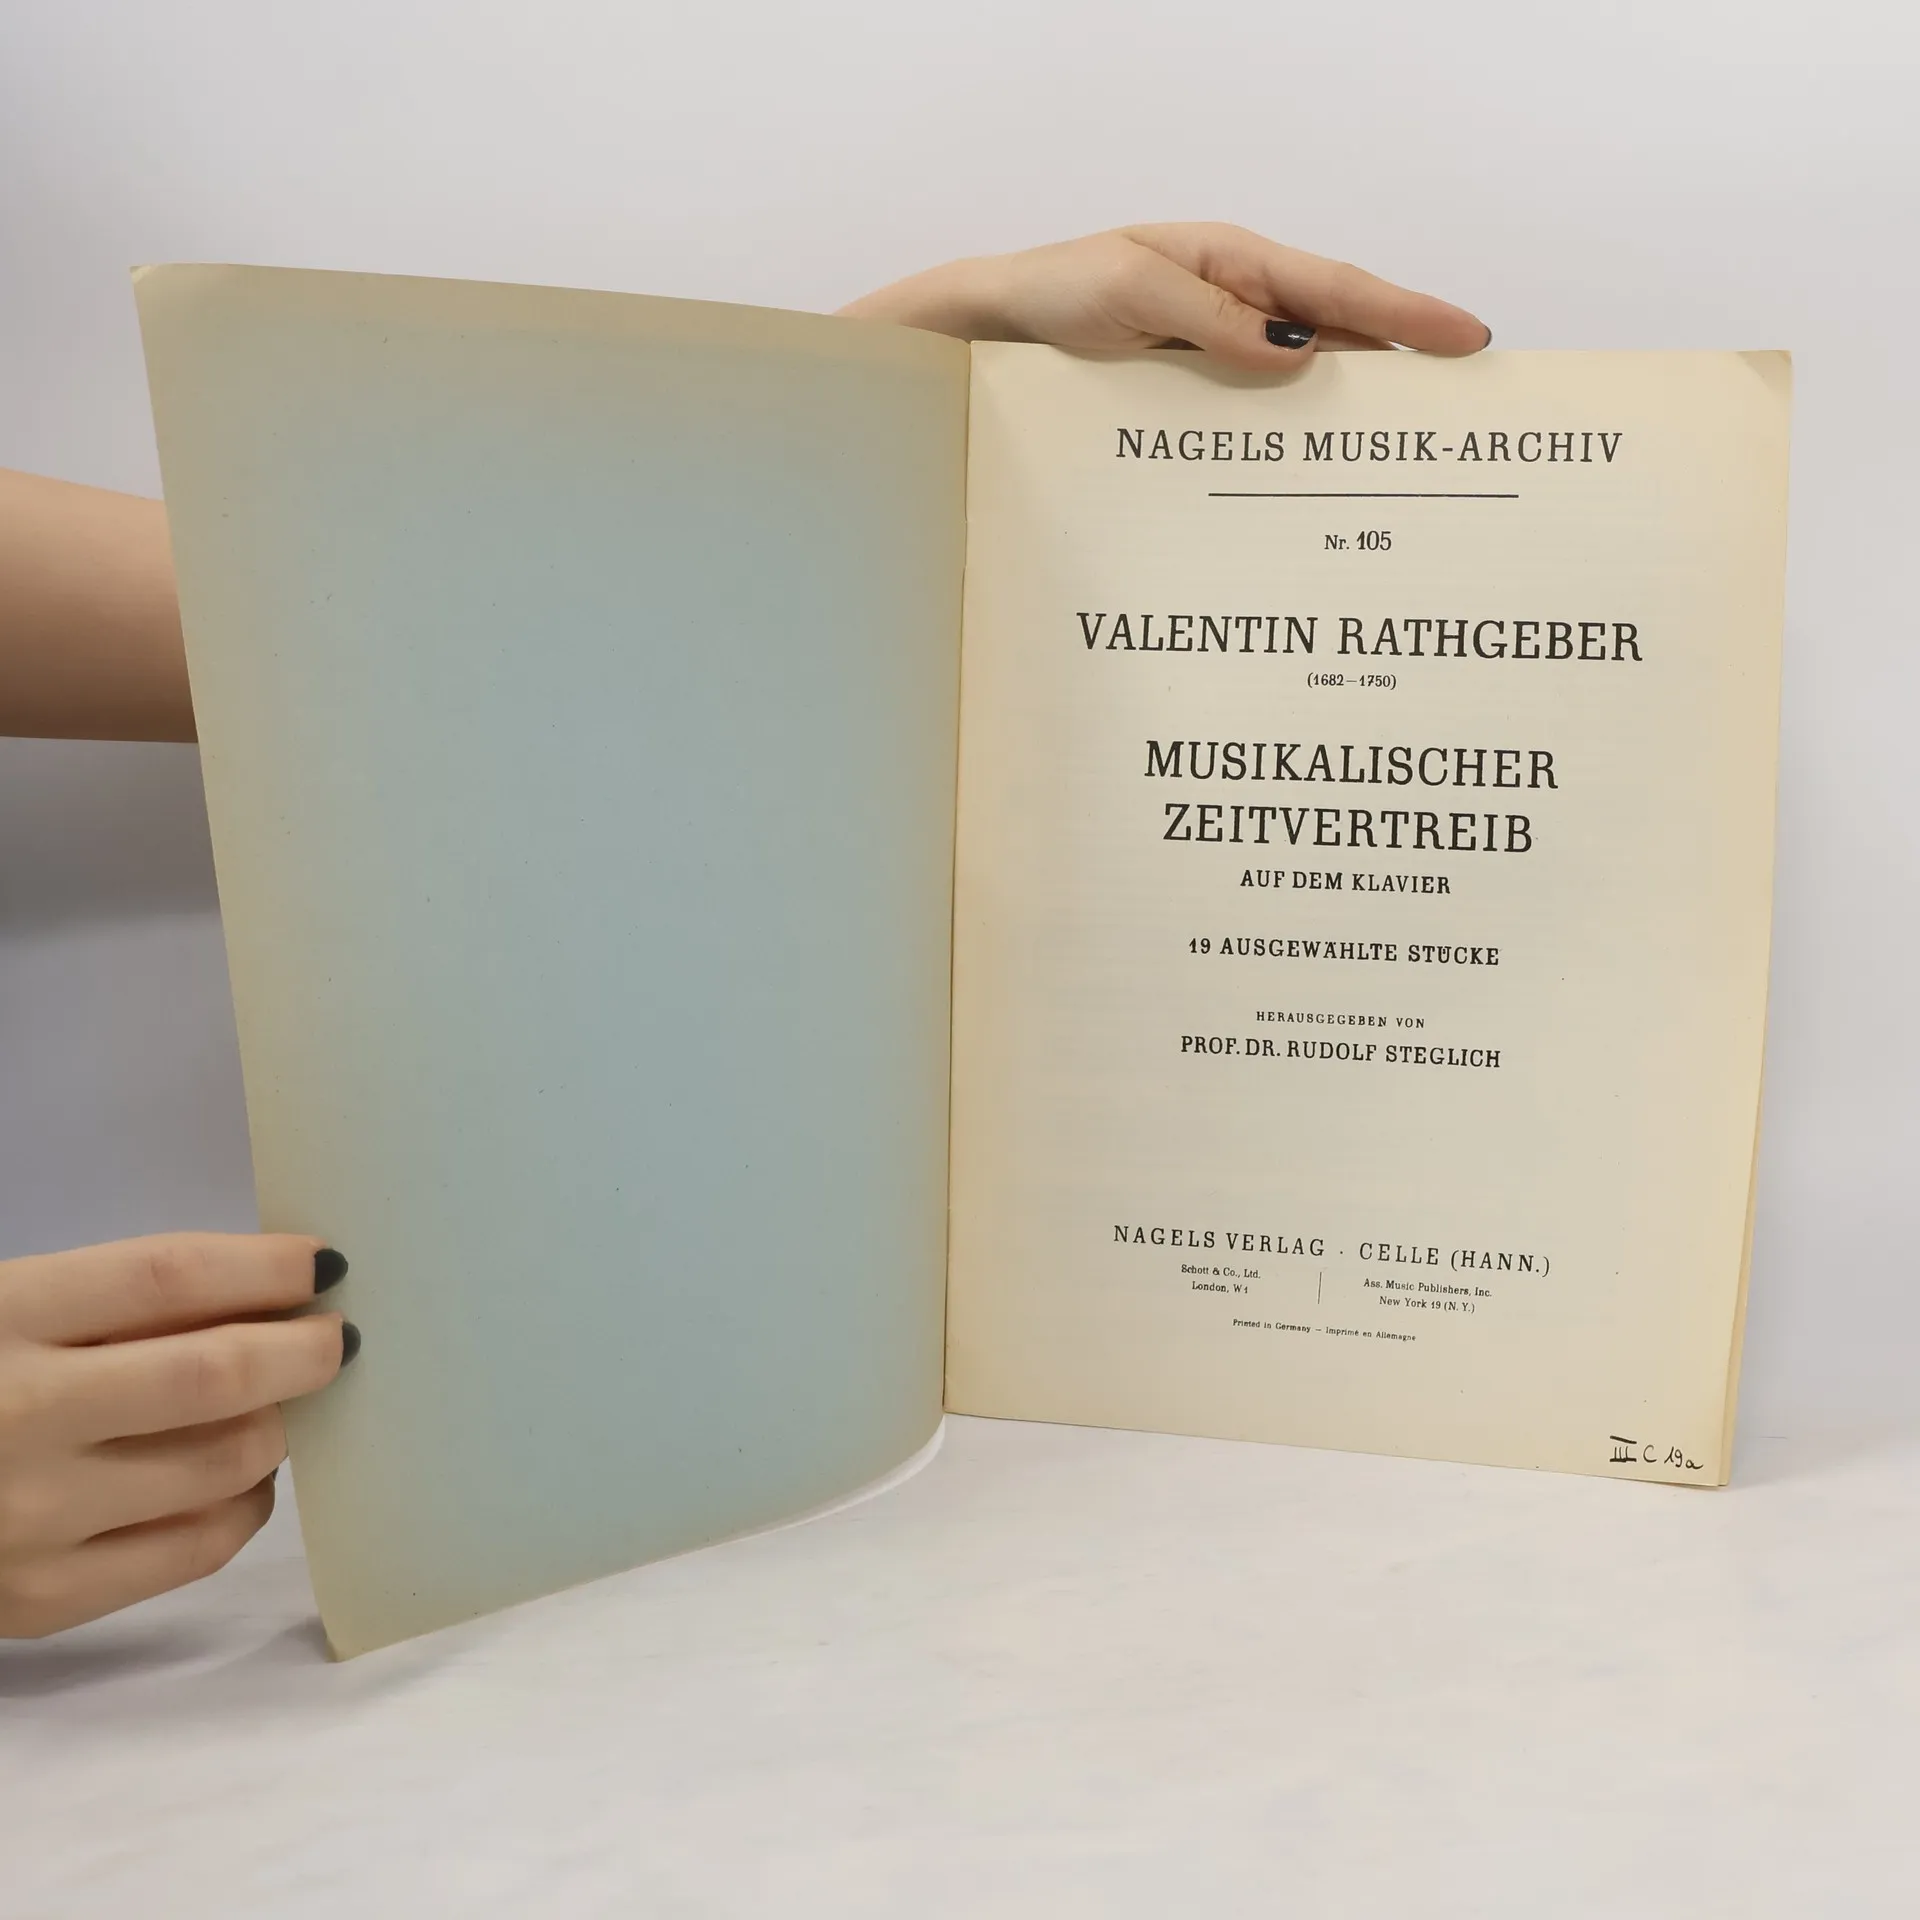 NAGELS MUSIK-ARCHIV
Nr. 105
VALENTIN RATHGEBER
(1682—1750)
MUSIKALISCHER
ZEITVERTREIB
AUF DEM KLAVIER
19 AUSGEWÄHLTE STÜCKE
HERAUSGEGEBEN VON
PROF. DR. RUDOLF STEGLICH
NAGELS VERLAG · CELLE (HANN.)
Schott & Co., Ltd.
London, W 1
Ass. Music Publishers, Inc.
New York 19 (N. Y.)
Printed in Germany — Imprimé en Allemagne
III C 19a